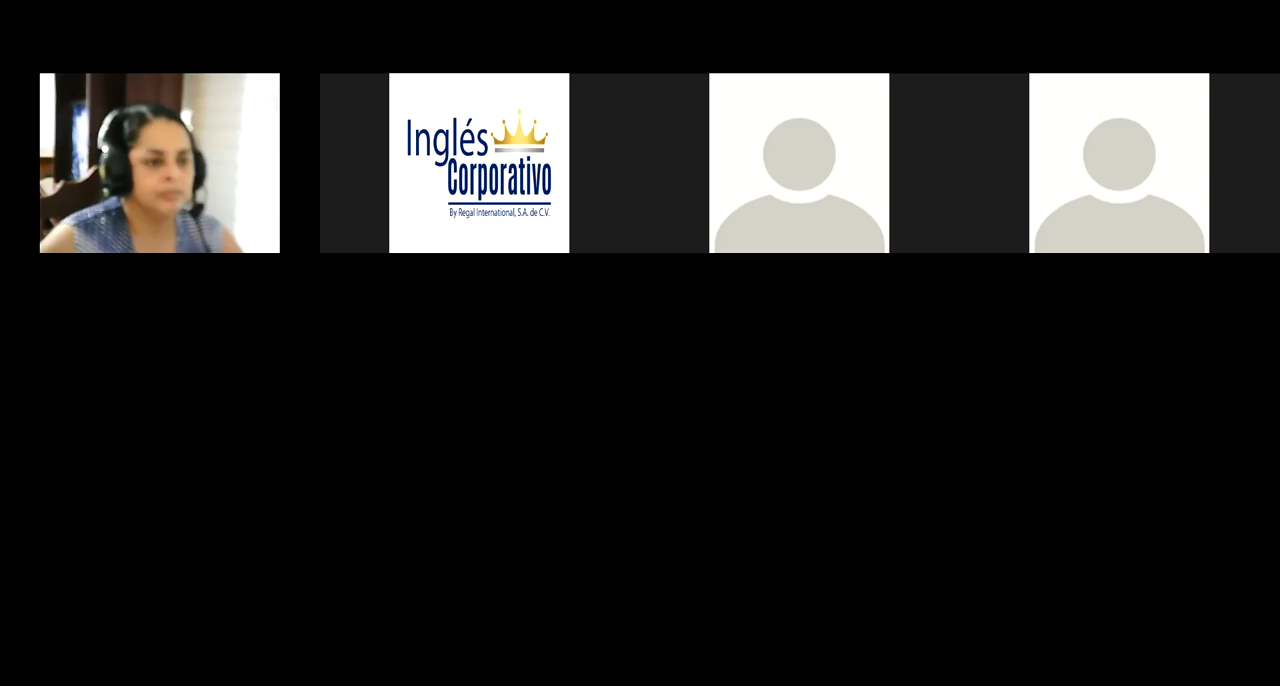 Inglés
Corporativo
By Regal International, S.A. de C.V.